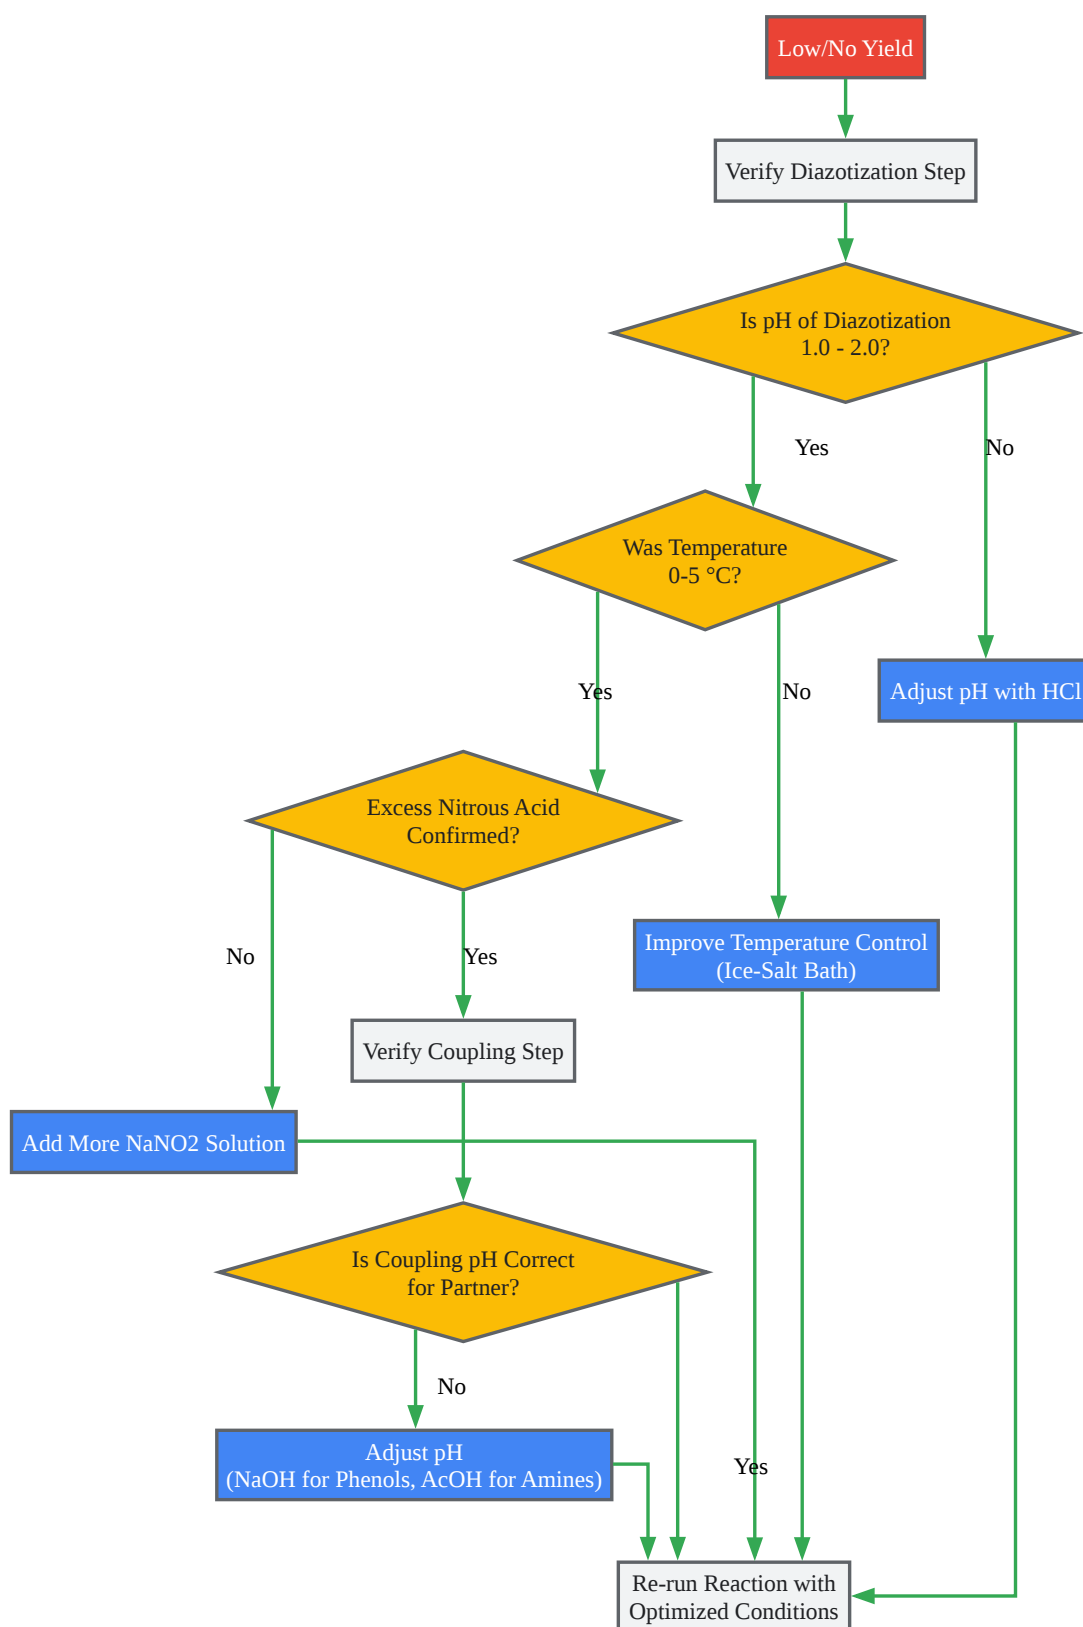 Low/No Yield
Verify Diazotization Step
Is pH of Diazotization
1.0 - 2.0?
Yes
No
Was Temperature
0-5 °C?
Yes
No
Adjust pH with HCl
Excess Nitrous Acid
Confirmed?
No
Yes
Improve Temperature Control
(Ice-Salt Bath)
Verify Coupling Step
Add More NaNO2 Solution
Is Coupling pH Correct
for Partner?
No
Adjust pH
(NaOH for Phenols, AcOH for Amines)
Yes
Re-run Reaction with
Optimized Conditions